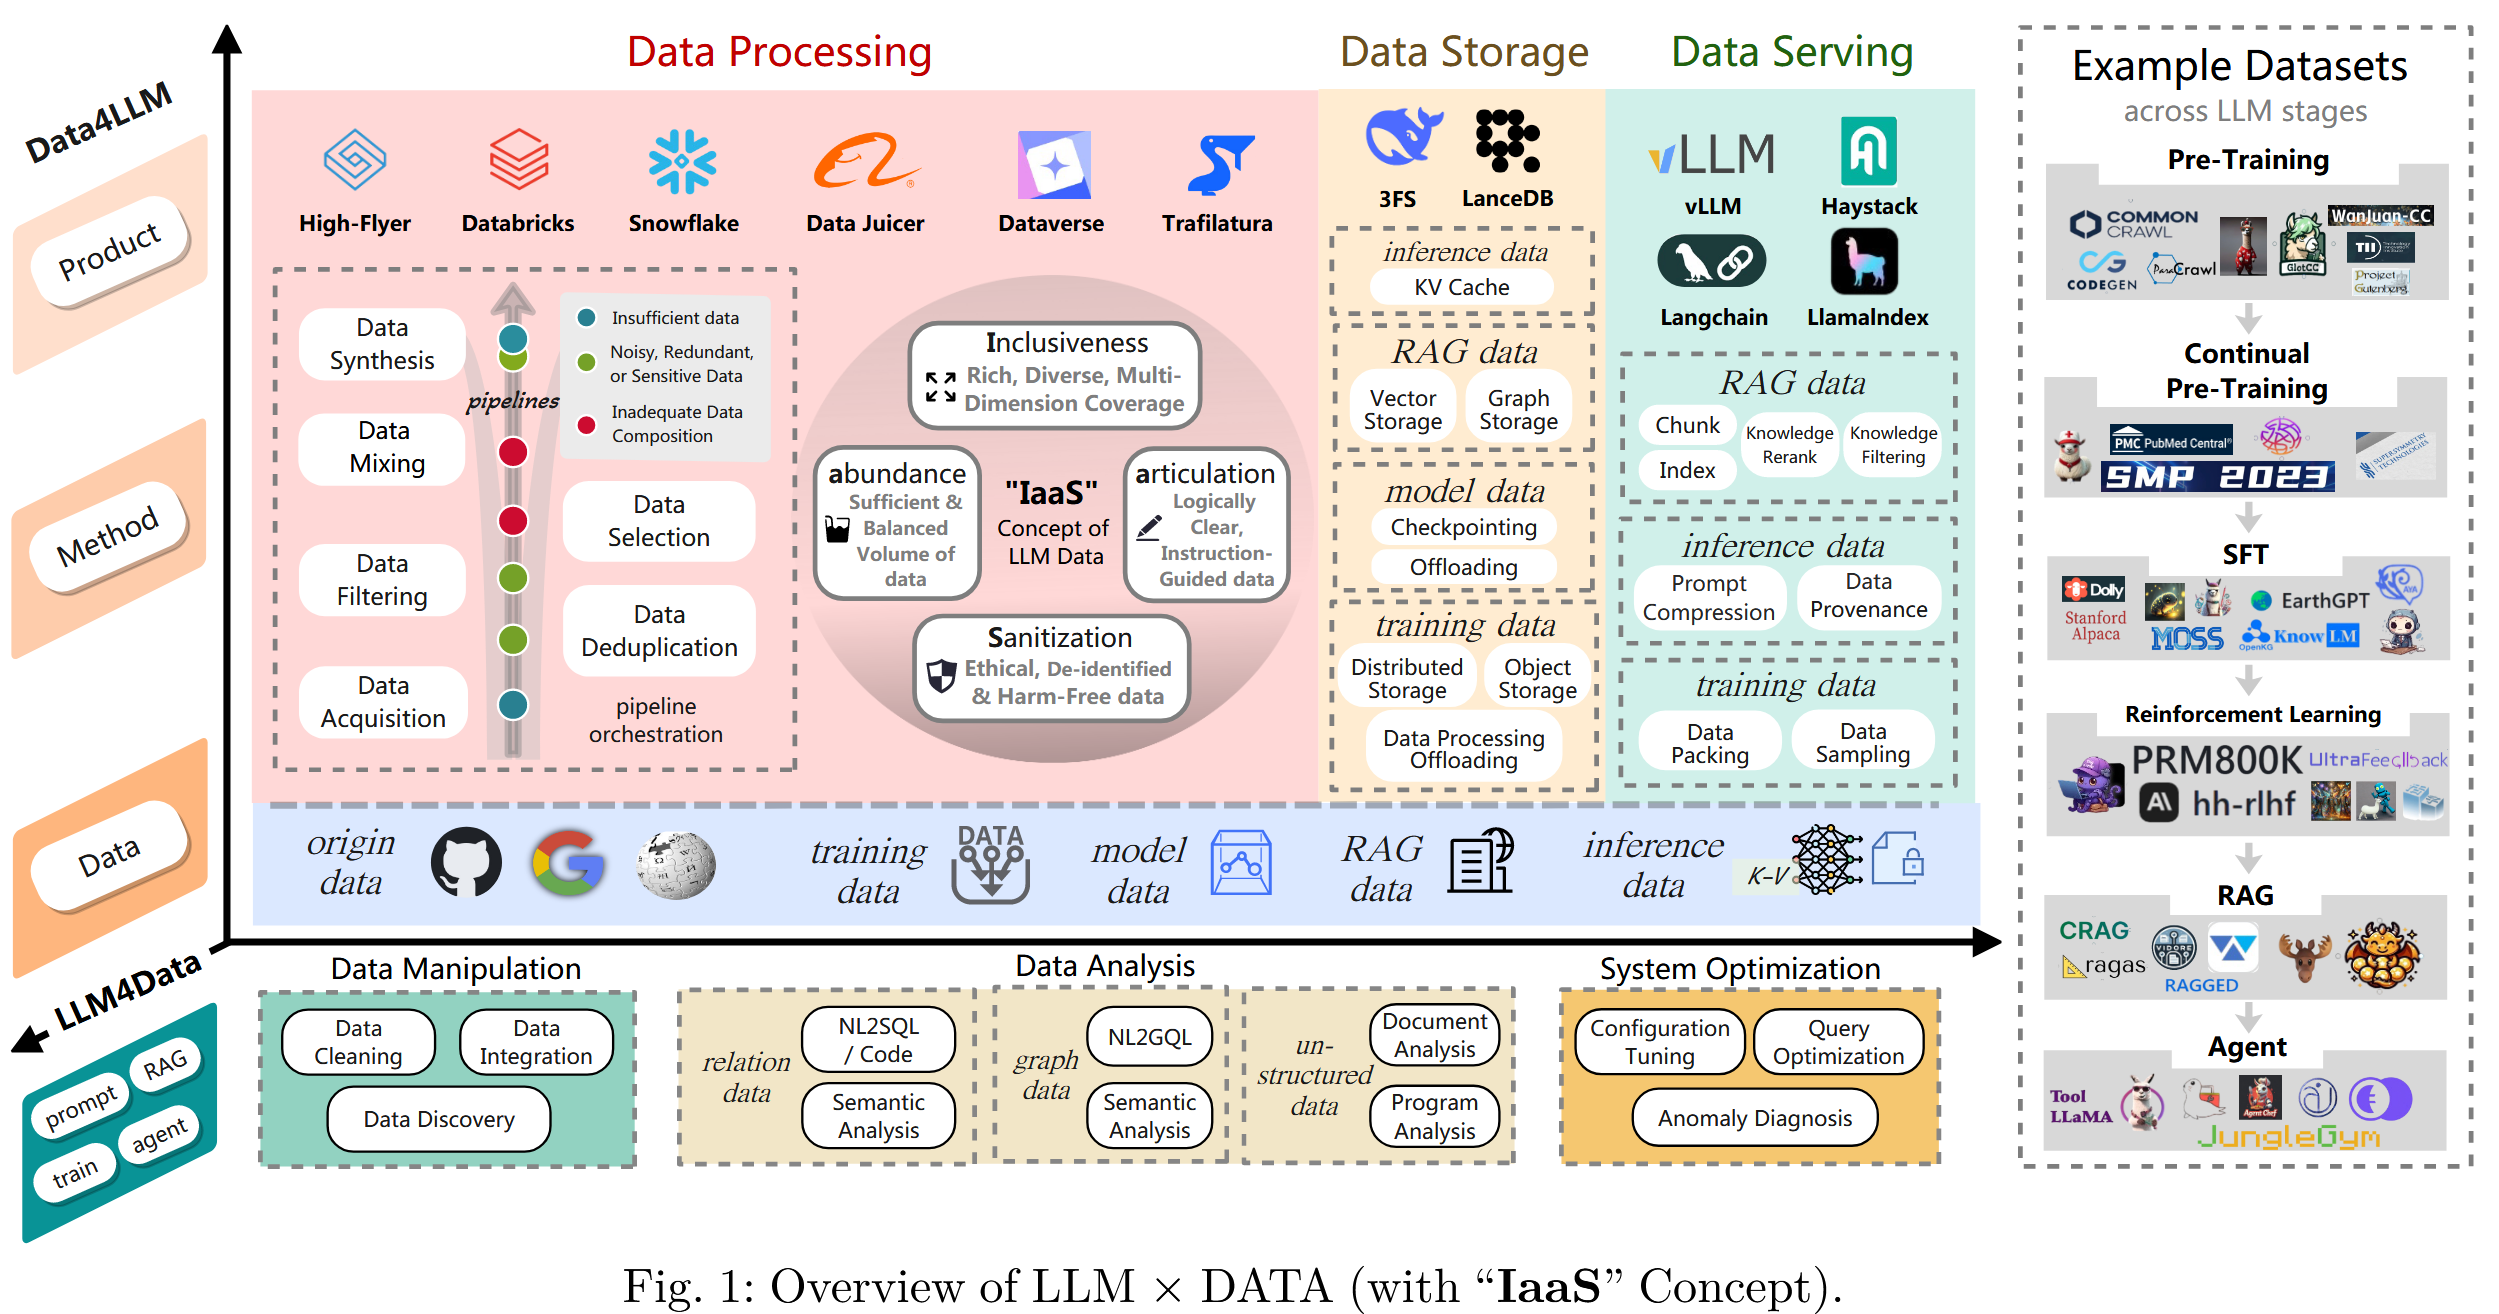 Data4LLM
Product
Method
Data
LLM4Data
prompt
RAG
train
agent
Data Processing
High-Flyer
Databricks
Snowflake
Data Juicer
Dataverse
Trafilatura
Data
Synthesis
Data
Mixing
Data
Filtering
Data
Acquisition
pipelines
Insufficient data
Noisy, Redundant,
or Sensitive Data
Inadequate Data
Composition
Data
Selection
Data
Deduplication
pipeline
orchestration
Inclusiveness
Rich, Diverse, Multi-
Dimension Coverage
abundance
Sufficient &
Balanced
Volume of
data
"IaaS"
Concept of
LLM Data
articulation
Logically
Clear,
Instruction-
Guided data
Sanitization
Ethical, De-identified
& Harm-Free data
Data Storage
3FS
LanceDB
inference data
KV Cache
RAG data
Vector
Storage
Graph
Storage
model data
Checkpointing
Offloading
training data
Distributed
Storage
Object
Storage
Data Processing
Offloading
Data Serving
vLLM
vLLM
Haystack
Langchain
LlamaIndex
RAG data
Chunk
Index
Knowledge
Rerank
Knowledge
Filtering
inference data
Prompt
Compression
Data
Provenance
training data
Data
Packing
Data
Sampling
origin
data
training
data
DATA
model
data
RAG
data
inference
data
K-V
Data Manipulation
Data
Cleaning
Data
Integration
Data Discovery
Data Analysis
relation
data
NL2SQL
/ Code
Semantic
Analysis
graph
data
NL2GQL
Semantic
Analysis
un-
structured
data
Document
Analysis
Program
Analysis
System Optimization
Configuration
Tuning
Query
Optimization
Anomaly Diagnosis
Example Datasets
across LLM stages
Pre-Training
COMMON
CRAWL
GlotCC
WanJuan-CC
TII
CODEGEN
ParaCrawl
Project
Gutenberg
Continual
Pre-Training
PMC PubMed Central®
SMP 2023
SUPERSYMMETRY
TECHNOLOGIES
SFT
Dolly
Stanford
Alpaca
MOSS
EarthGPT
OpenKG
KnowLM
AYA
Reinforcement Learning
PRM800K
UltraFeedback
hh-rlhf
RAG
CRAG
ragas
VIDORE
RAGGED
Agent
Tool
LLaMA
Agent Chef
JungleGym
Fig. 1: Overview of LLM × DATA (with “IaaS” Concept).